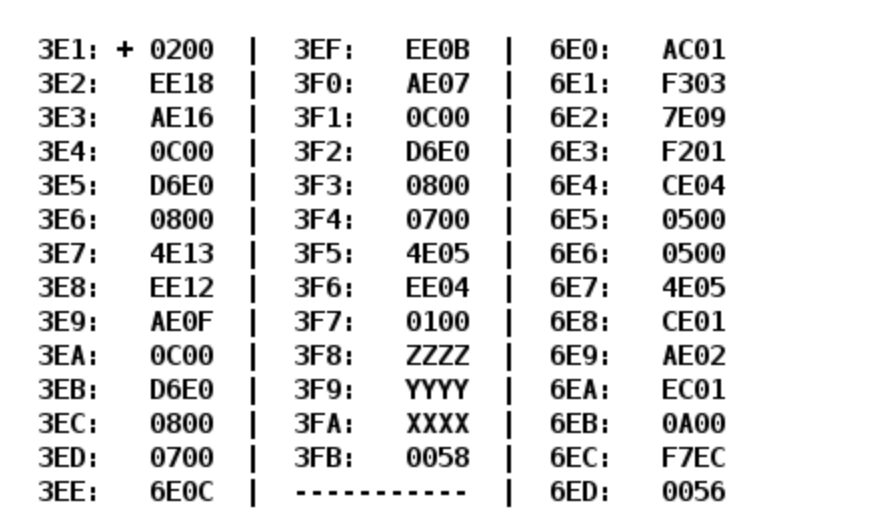 3E1: + 0200 | 3EF: EE0B | 6E0: AC01
3E2: EE18 | 3F0: AE07 | 6E1: F303
3E3: AE16 | 3F1: 0C00 | 6E2: 7E09
3E4: 0C00 | 3F2: D6E0 | 6E3: F201
3E5: D6E0 | 3F3: 0800 | 6E4: CE04
3E6: 0800 | 3F4: 0700 | 6E5: 0500
3E7: 4E13 | 3F5: 4E05 | 6E6: 0500
3E8: EE12 | 3F6: EE04 | 6E7: 4E05
3E9: AE0F | 3F7: 0100 | 6E8: CE01
3EA: 0C00 | 3F8: ZZZZ | 6E9: AE02
3EB: D6E0 | 3F9: YYYY | 6EA: EC01
3EC: 0800 | 3FA: XXXX | 6EB: 0A00
3ED: 0700 | 3FB: 0058 | 6EC: F7EC
3EE: 6E0C | ----------- | 6ED: 0056